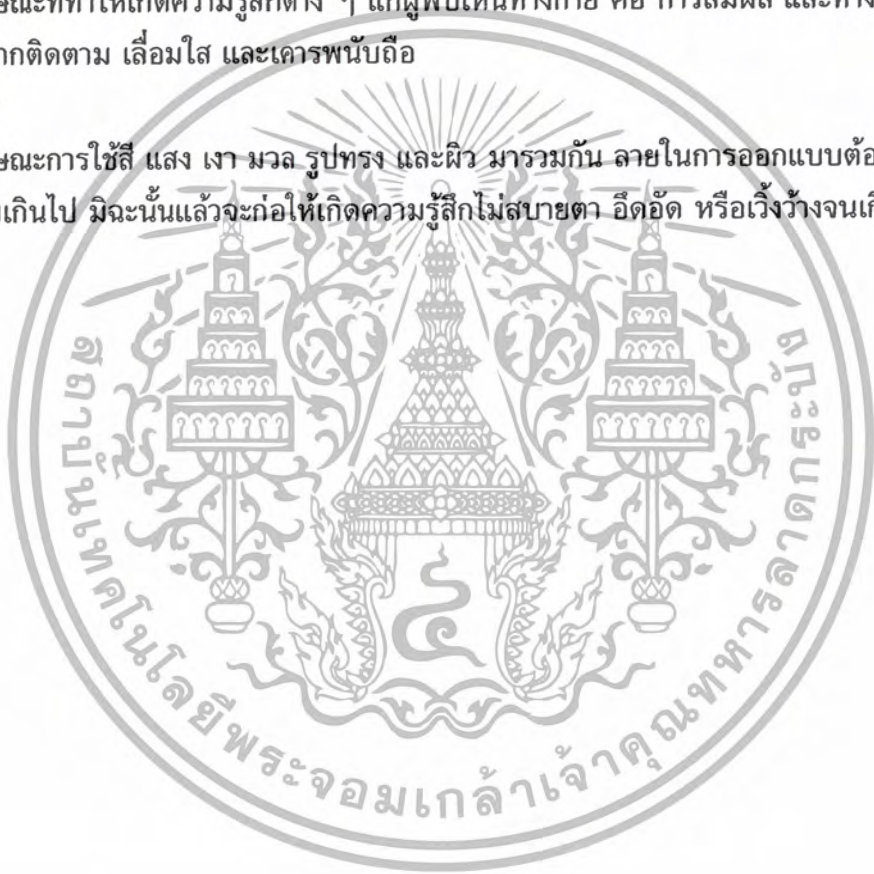 ษณะที่ทำให้เกิดความรู้สึกต่าง ๆ แก่ผู้พบเห็นทางกาย คือ การสัมผัส และทาง
ากติดตาม เลื่อมใส และเคารพนับถือ
ษณะการใช้สี แสง เงา มวล รูปทรง และผิว มารวมกัน ลายในการออกแบบต้อ
เกินไป มิฉะนั้นแล้วจะก่อให้เกิดความรู้สึกไม่สบายตา อึดอัด หรือเวิ้งว้างจนเกิ
๔
สถาบันเทคโนโลยีพระจอมเกล้าเจ้าคุณทหารลาดกระบัง